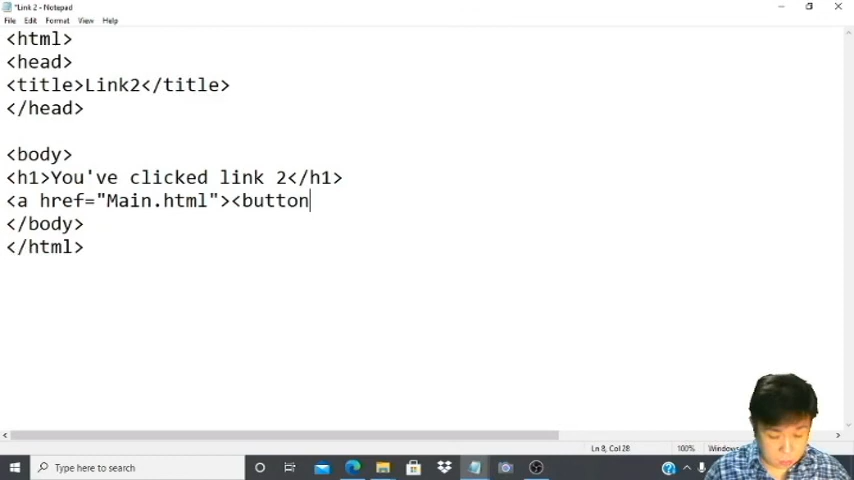 *Link 2 - Notepad
File Edit Format View Help
<html>
<head>
<title>Link2</title>
</head>
<body>
<h1>You've clicked link 2</h1>
<a href="Main.html"><button
</body>
</html>
Ln 8, Col 28 100% Windows
Type here to search